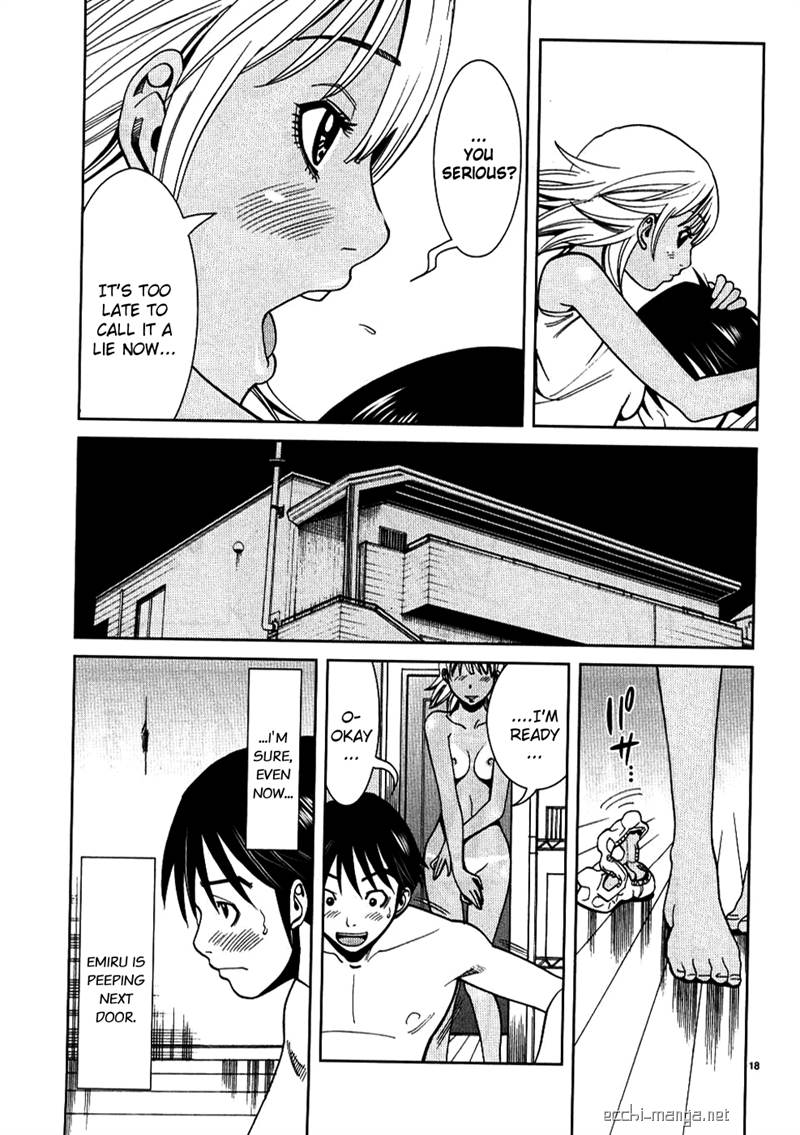 ...
YOU
SERIOUS?
IT'S TOO
LATE TO
CALL IT A
LIE NOW...
パサ...
....I'M
READY
...
O-
OKAY
...
...I'M
SURE,
EVEN
NOW...
EMIRU IS
PEEPING
NEXT
DOOR.
18
ecchi-manga.net